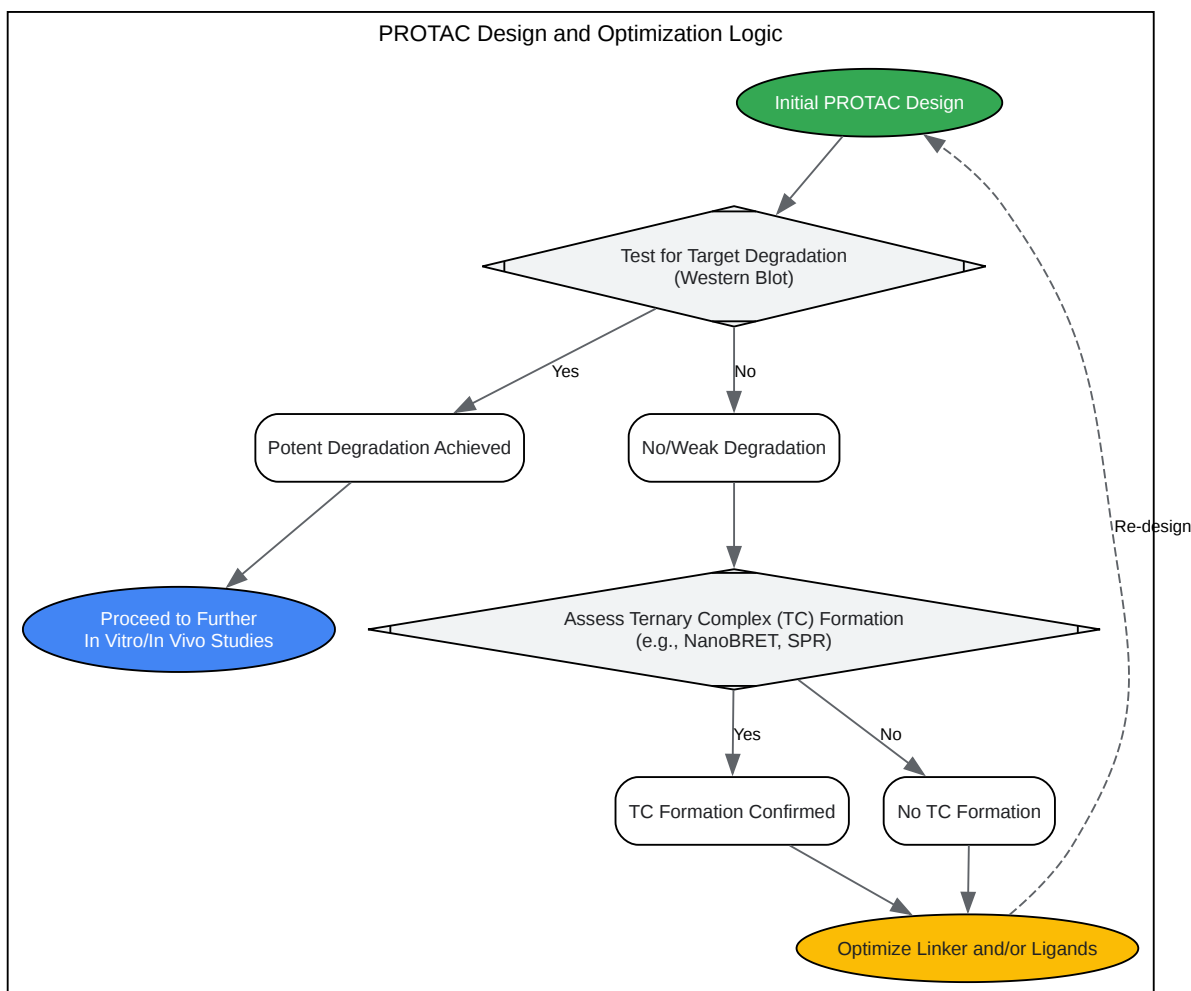 PROTAC Design and Optimization Logic
Initial PROTAC Design
Test for Target Degradation
(Western Blot)
Yes
No
Potent Degradation Achieved
No/Weak Degradation
Re-design
Proceed to Further
In Vitro/In Vivo Studies
Assess Ternary Complex (TC) Formation
(e.g., NanoBRET, SPR)
Yes
No
TC Formation Confirmed
No TC Formation
Optimize Linker and/or Ligands